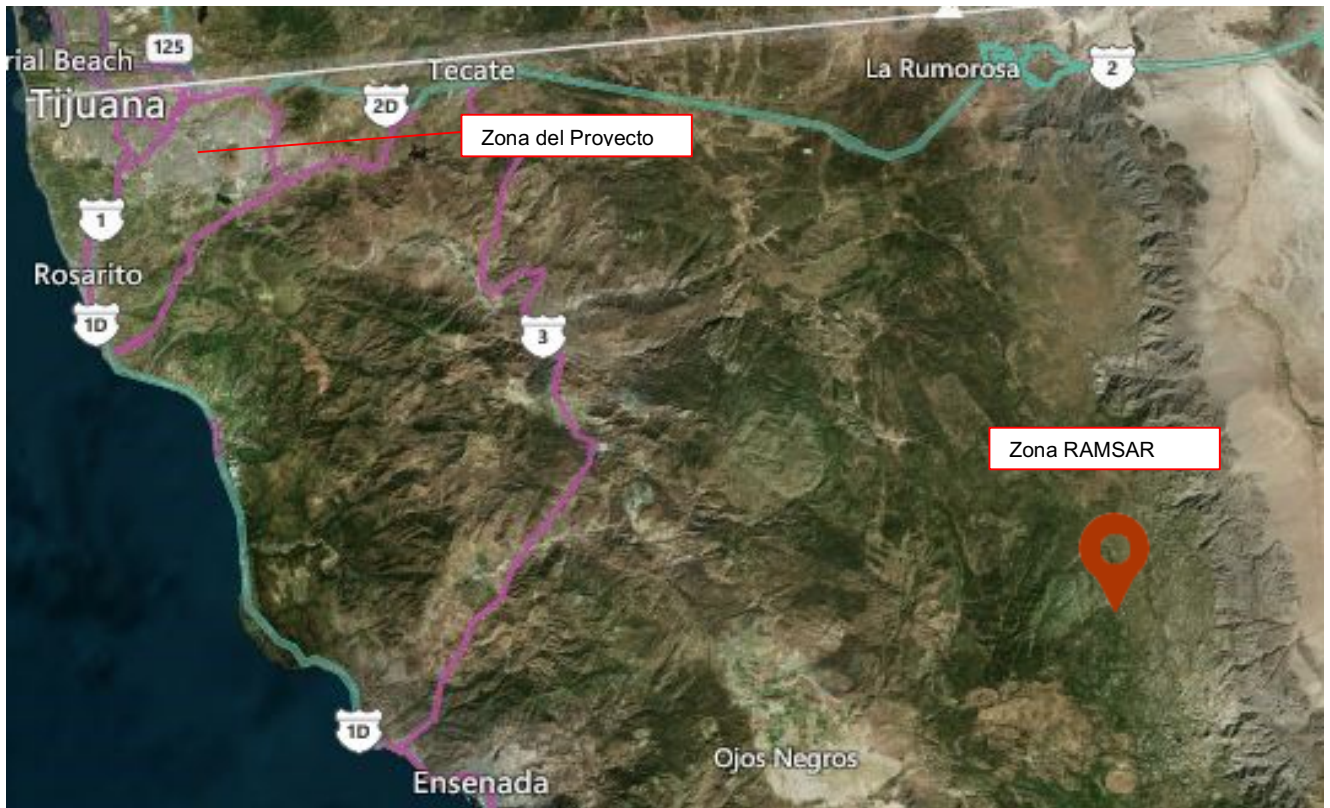 rial Beach
125
Tijuana
Tecate
2D
La Rumorosa
2
Zona del Proyecto
1
Rosarito
1D
3
Zona RAMSAR
1D
Ojos Negros
Ensenada